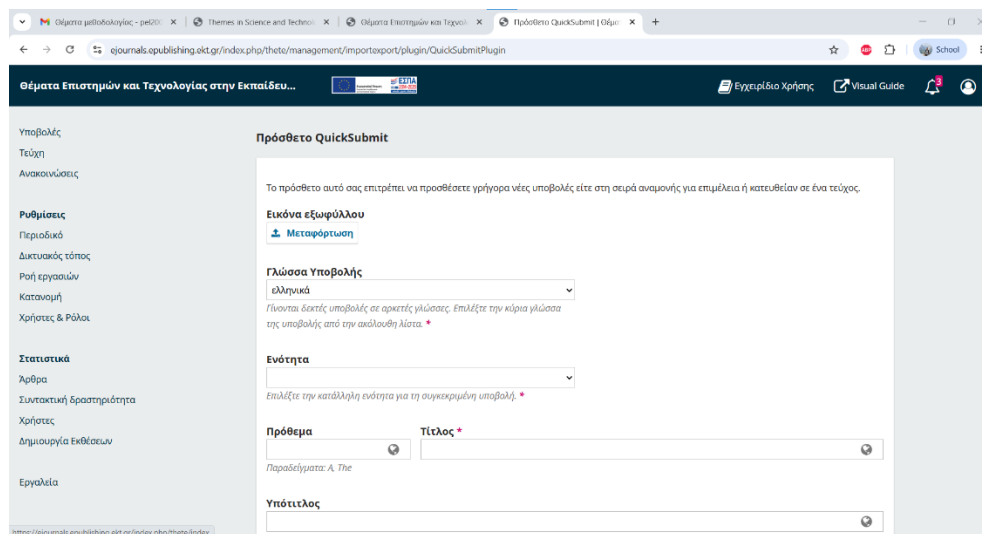 Θέματα μεθοδολογίας - pel20
Themes in Science and Technolo
Θέματα Επιστημών και Τεχνολο
Πρόσθετο QuickSubmit | Θέμα
ejournals.epublishing.ekt.gr/index.php/thete/management/importexport/plugin/QuickSubmitPlugin
ABP
School
Θέματα Επιστημών και Τεχνολογίας στην Εκπαίδευ...
ΕΣΠΑ
Εγχειρίδιο Χρήσης
Visual Guide
3
Υποβολές
Τεύχη
Ανακοινώσεις
Ρυθμίσεις
Περιοδικό
Δικτυακός τόπος
Ροή εργασιών
Κατανομή
Χρήστες & Ρόλοι
Στατιστικά
Άρθρα
Συντακτική δραστηριότητα
Χρήστες
Δημιουργία Εκθέσεων
Εργαλεία
https://ejournals.epublishing.ekt.gr/index.php/thete/index
Πρόσθετο QuickSubmit
Το πρόσθετο αυτό σας επιτρέπει να προσθέσετε γρήγορα νέες υποβολές είτε στη σειρά αναμονής για επιμέλεια ή κατευθείαν σε ένα τεύχος.
Εικόνα εξωφύλλου
Μεταφόρτωση
Γλώσσα Υποβολής
ελληνικά
Γίνονται δεκτές υποβολές σε αρκετές γλώσσες. Επιλέξτε την κύρια γλώσσα
της υποβολής από την ακόλουθη λίστα. *
Ενότητα
Επιλέξτε την κατάλληλη ενότητα για τη συγκεκριμένη υποβολή. *
Πρόθεμα
Τίτλος *
Παραδείγματα: A, The
Υπότιτλος